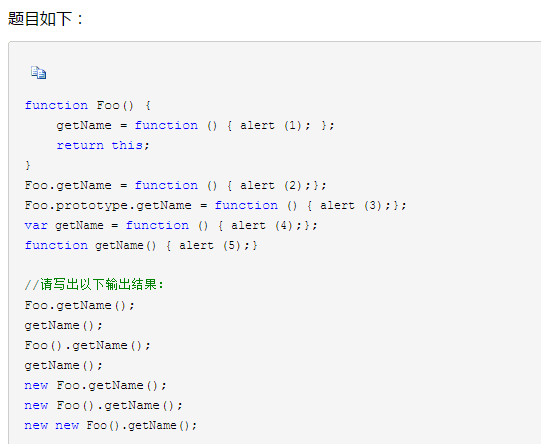 题目如下：
function Foo() {
    getName = function () { alert (1); };
    return this;
}
Foo.getName = function () { alert (2);};
Foo.prototype.getName = function () { alert (3);};
var getName = function () { alert (4);};
function getName() { alert (5);}
//请写出以下输出结果：
Foo.getName();
getName();
Foo().getName();
getName();
new Foo.getName();
new Foo().getName();
new new Foo().getName();